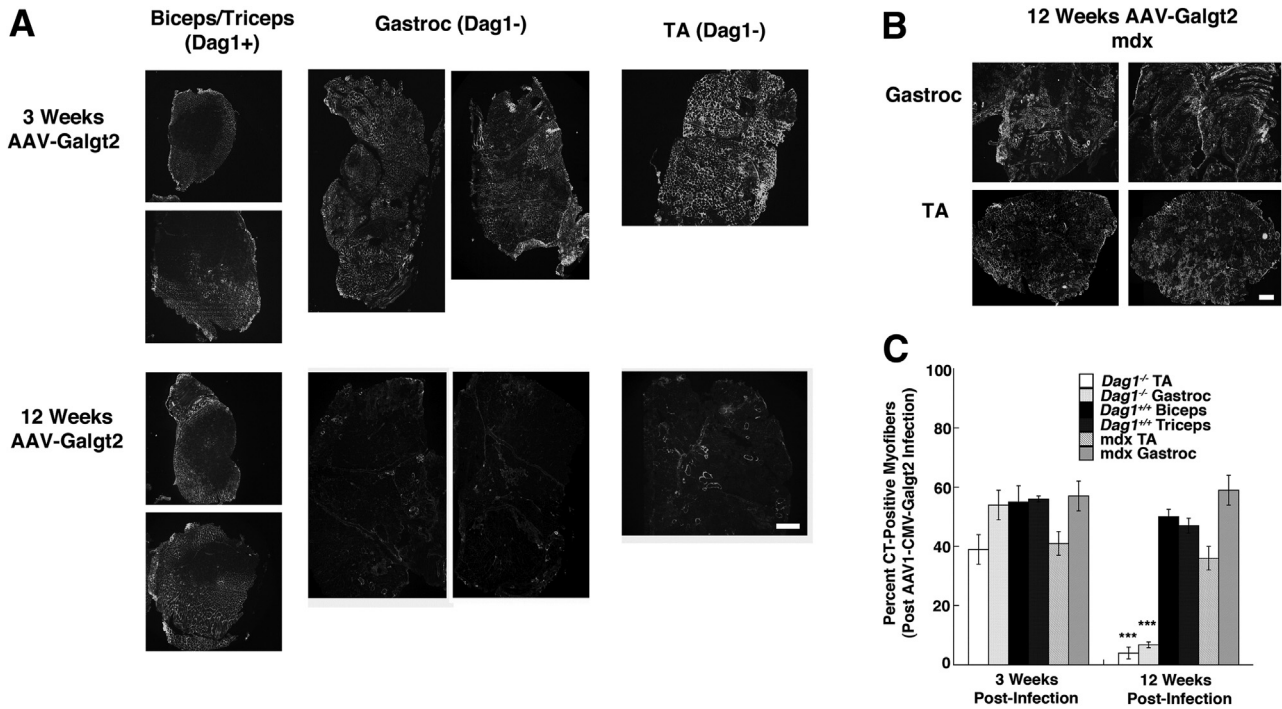 A
Biceps/Triceps
(Dag1+)
Gastroc (Dag1-)
TA (Dag1-)
3 Weeks
AAV-Galgt2
12 Weeks
AAV-Galgt2
B
12 Weeks AAV-Galgt2
mdx
Gastroc
TA
C
Percent CT-Positive Myofibers
(Post AAV1-CMV-Galgt2 Infection)
100
80
60
40
20
0
Dag1-/- TA
Dag1-/- Gastroc
Dag1+/+ Biceps
Dag1+/+ Triceps
mdx TA
mdx Gastroc
***
***
3 Weeks
Post-Infection
12 Weeks
Post-Infection